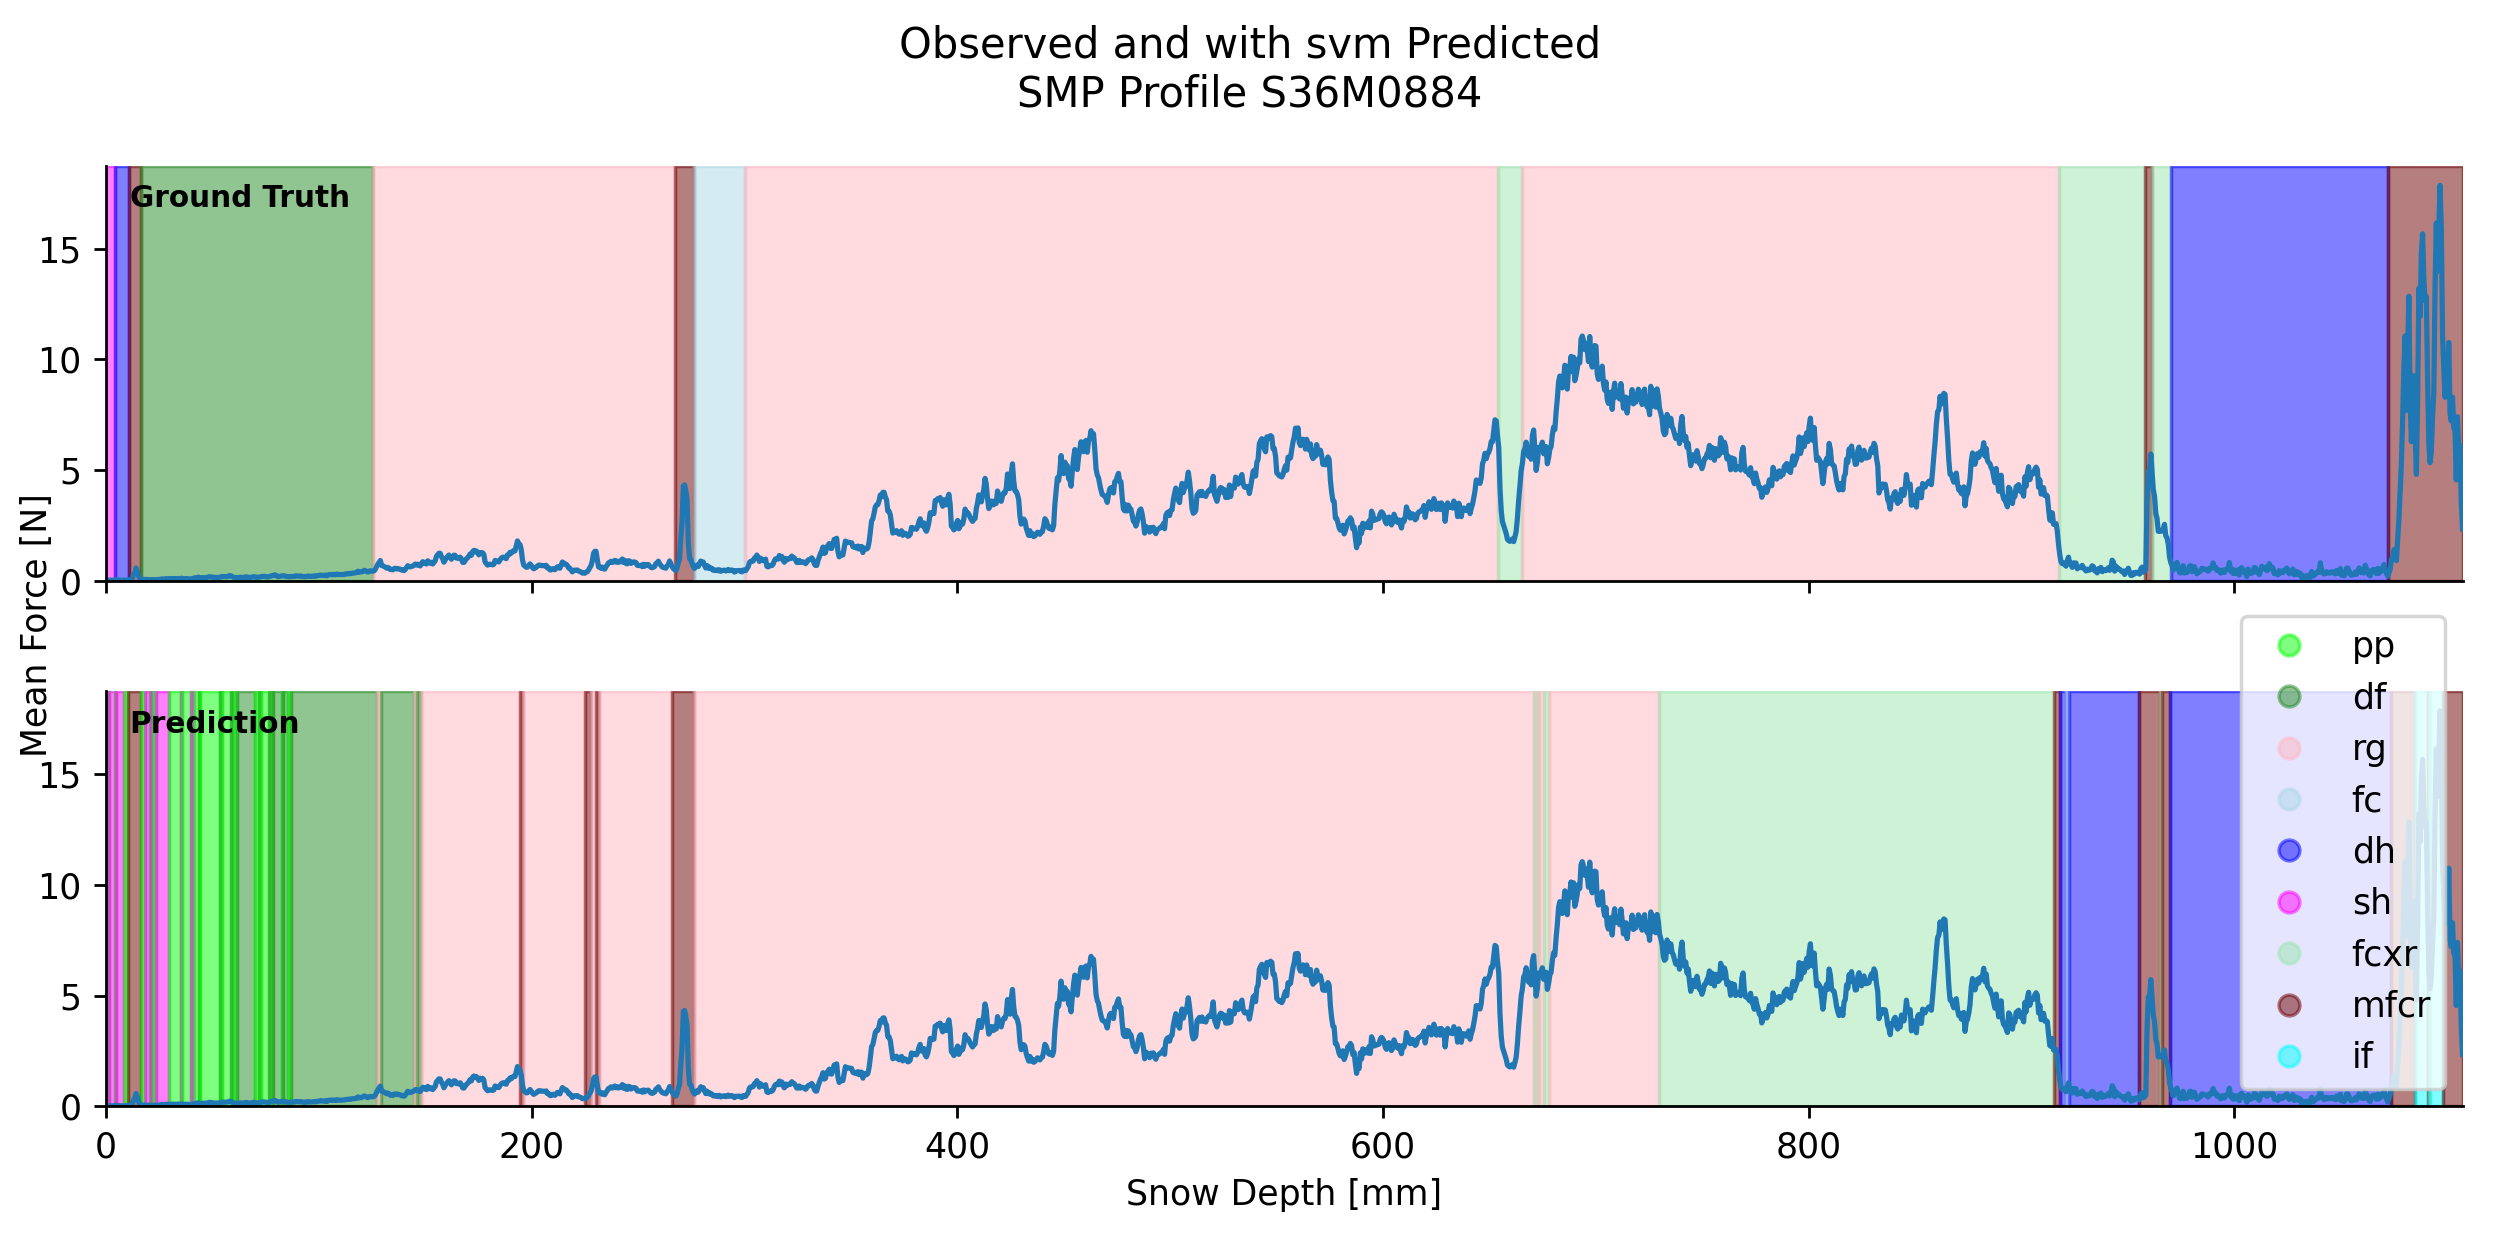 Observed and with svm Predicted
SMP Profile S36M0884
Mean Force [N]
Ground Truth
15
10
5
0
Prediction
15
10
5
0
0 200 400 600 800 1000
Snow Depth [mm]
pp
df
rg
fc
dh
sh
fcxr
mfcr
if